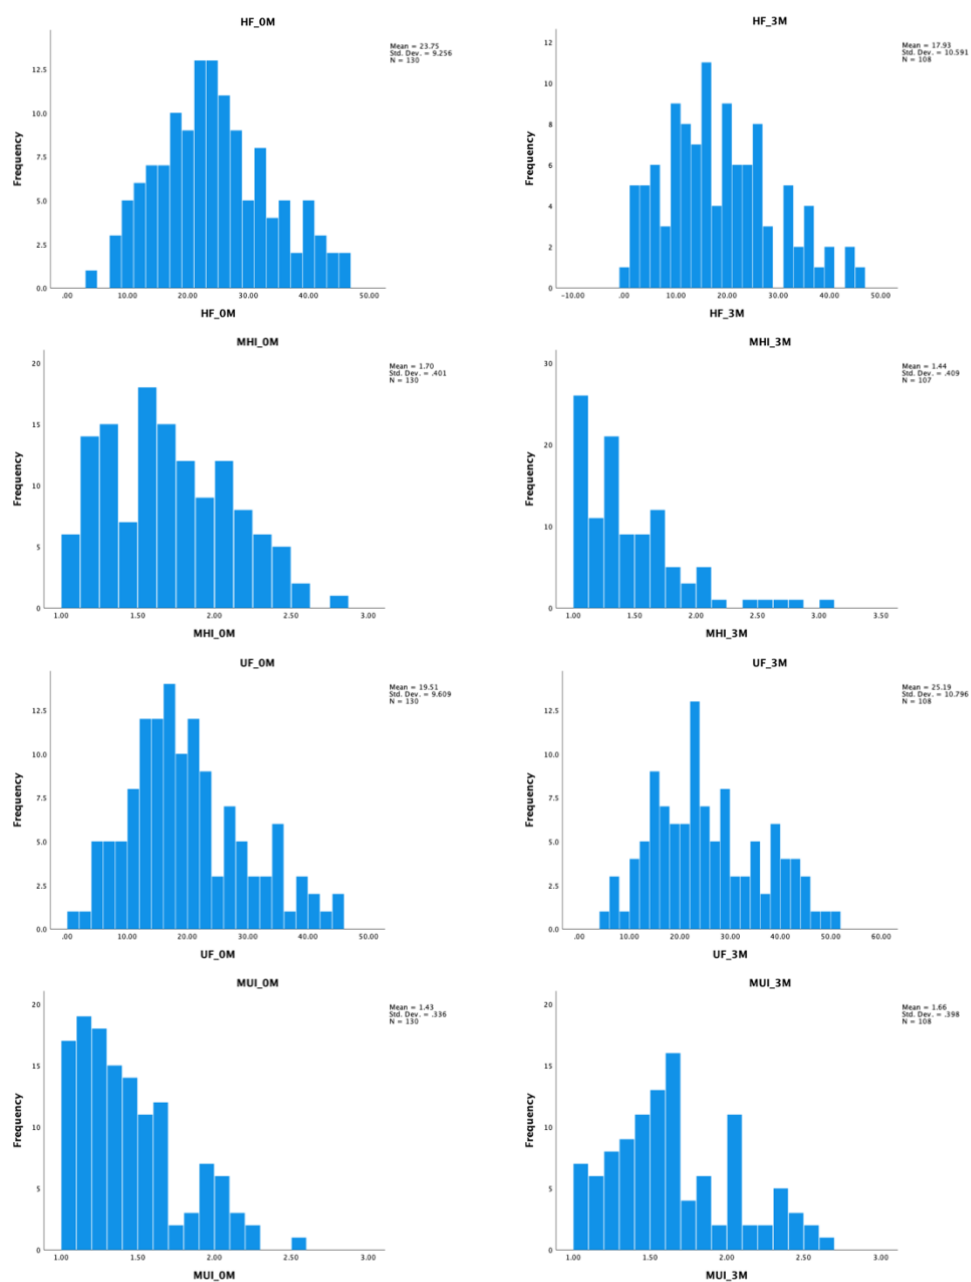 HF_0M
Mean = 23.75
Std. Dev. = 9.256
N = 130
Frequency
12.5
10.0
7.5
5.0
2.5
0.0
.00 10.00 20.00 30.00 40.00 50.00
HF_0M
HF_3M
Mean = 17.93
Std. Dev. = 10.591
N = 108
Frequency
12
10
8
6
4
2
0
-10.00 .00 10.00 20.00 30.00 40.00 50.00
HF_3M
MHI_0M
Mean = 1.70
Std. Dev. = .401
N = 130
Frequency
20
15
10
5
0
1.00 1.50 2.00 2.50 3.00
MHI_0M
MHI_3M
Mean = 1.44
Std. Dev. = .409
N = 107
Frequency
30
20
10
0
1.00 1.50 2.00 2.50 3.00 3.50
MHI_3M
UF_0M
Mean = 19.51
Std. Dev. = 9.609
N = 130
Frequency
12.5
10.0
7.5
5.0
2.5
0.0
.00 10.00 20.00 30.00 40.00 50.00
UF_0M
UF_3M
Mean = 25.19
Std. Dev. = 10.796
N = 108
Frequency
12.5
10.0
7.5
5.0
2.5
0.0
.00 10.00 20.00 30.00 40.00 60.00
UF_3M
MUI_0M
Mean = 1.43
Std. Dev. = .336
N = 130
Frequency
20
15
10
5
0
1.00 1.50 2.00 2.50 3.00
MUI_0M
MUI_3M
Mean = 1.66
Std. Dev. = .398
N = 108
Frequency
20
15
10
5
0
1.00 1.50 2.00 2.50 3.00
MUI_3M